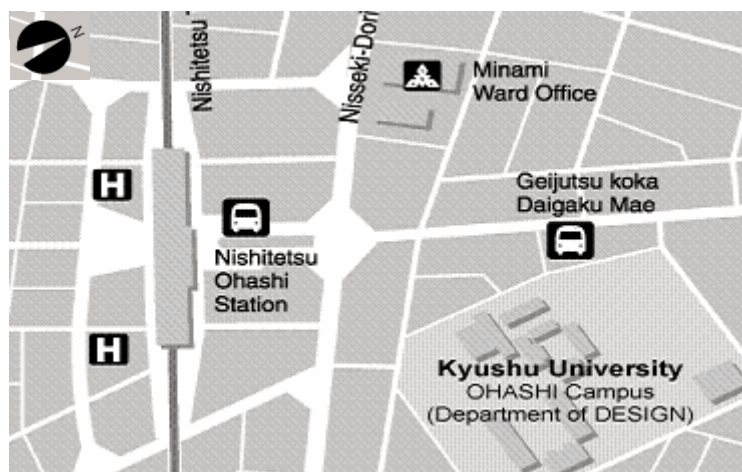 N
Nishitetsu
Nisseki-Dori
Minami
Ward Office
Geijutsu koka
Daigaku Mae
H
Nishitetsu
Ohashi
Station
H
Kyushu University
OHASHI Campus
(Department of DESIGN)